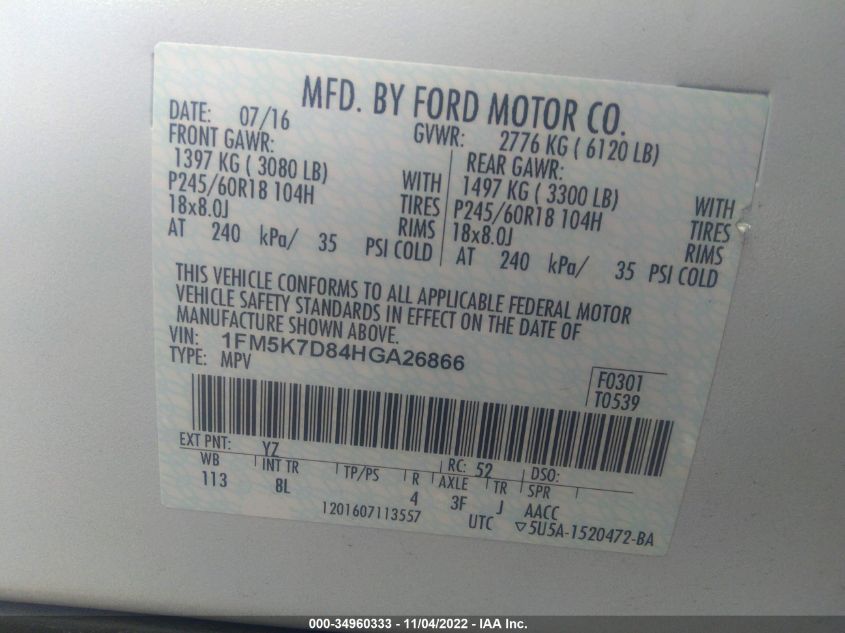 MFD. BY FORD MOTOR CO.
DATE: 07/16 GVWR: 2776 KG ( 6120 LB)
FRONT GAWR: REAR GAWR:
1397 KG ( 3080 LB) WITH 1497 KG ( 3300 LB) WITH
P245/60R18 104H TIRES P245/60R18 104H TIRES
18x8.0J RIMS 18x8.0J RIMS
AT 240 kPa/ 35 PSI COLD AT 240 kPa/ 35 PSI COLD
THIS VEHICLE CONFORMS TO ALL APPLICABLE FEDERAL MOTOR
VEHICLE SAFETY STANDARDS IN EFFECT ON THE DATE OF
MANUFACTURE SHOWN ABOVE.
VIN: 1FM5K7D84HGA26866
TYPE: MPV
F0301
T0539
EXT PNT: YZ RC: 52 DSO:
WB INT TR TP/PS R AXLE TR SPR
113 8L 4 3F J AACC
1201607113557 UTC ▽5U5A-1520472-BA
000-34960333 - 11/04/2022 - IAA Inc.